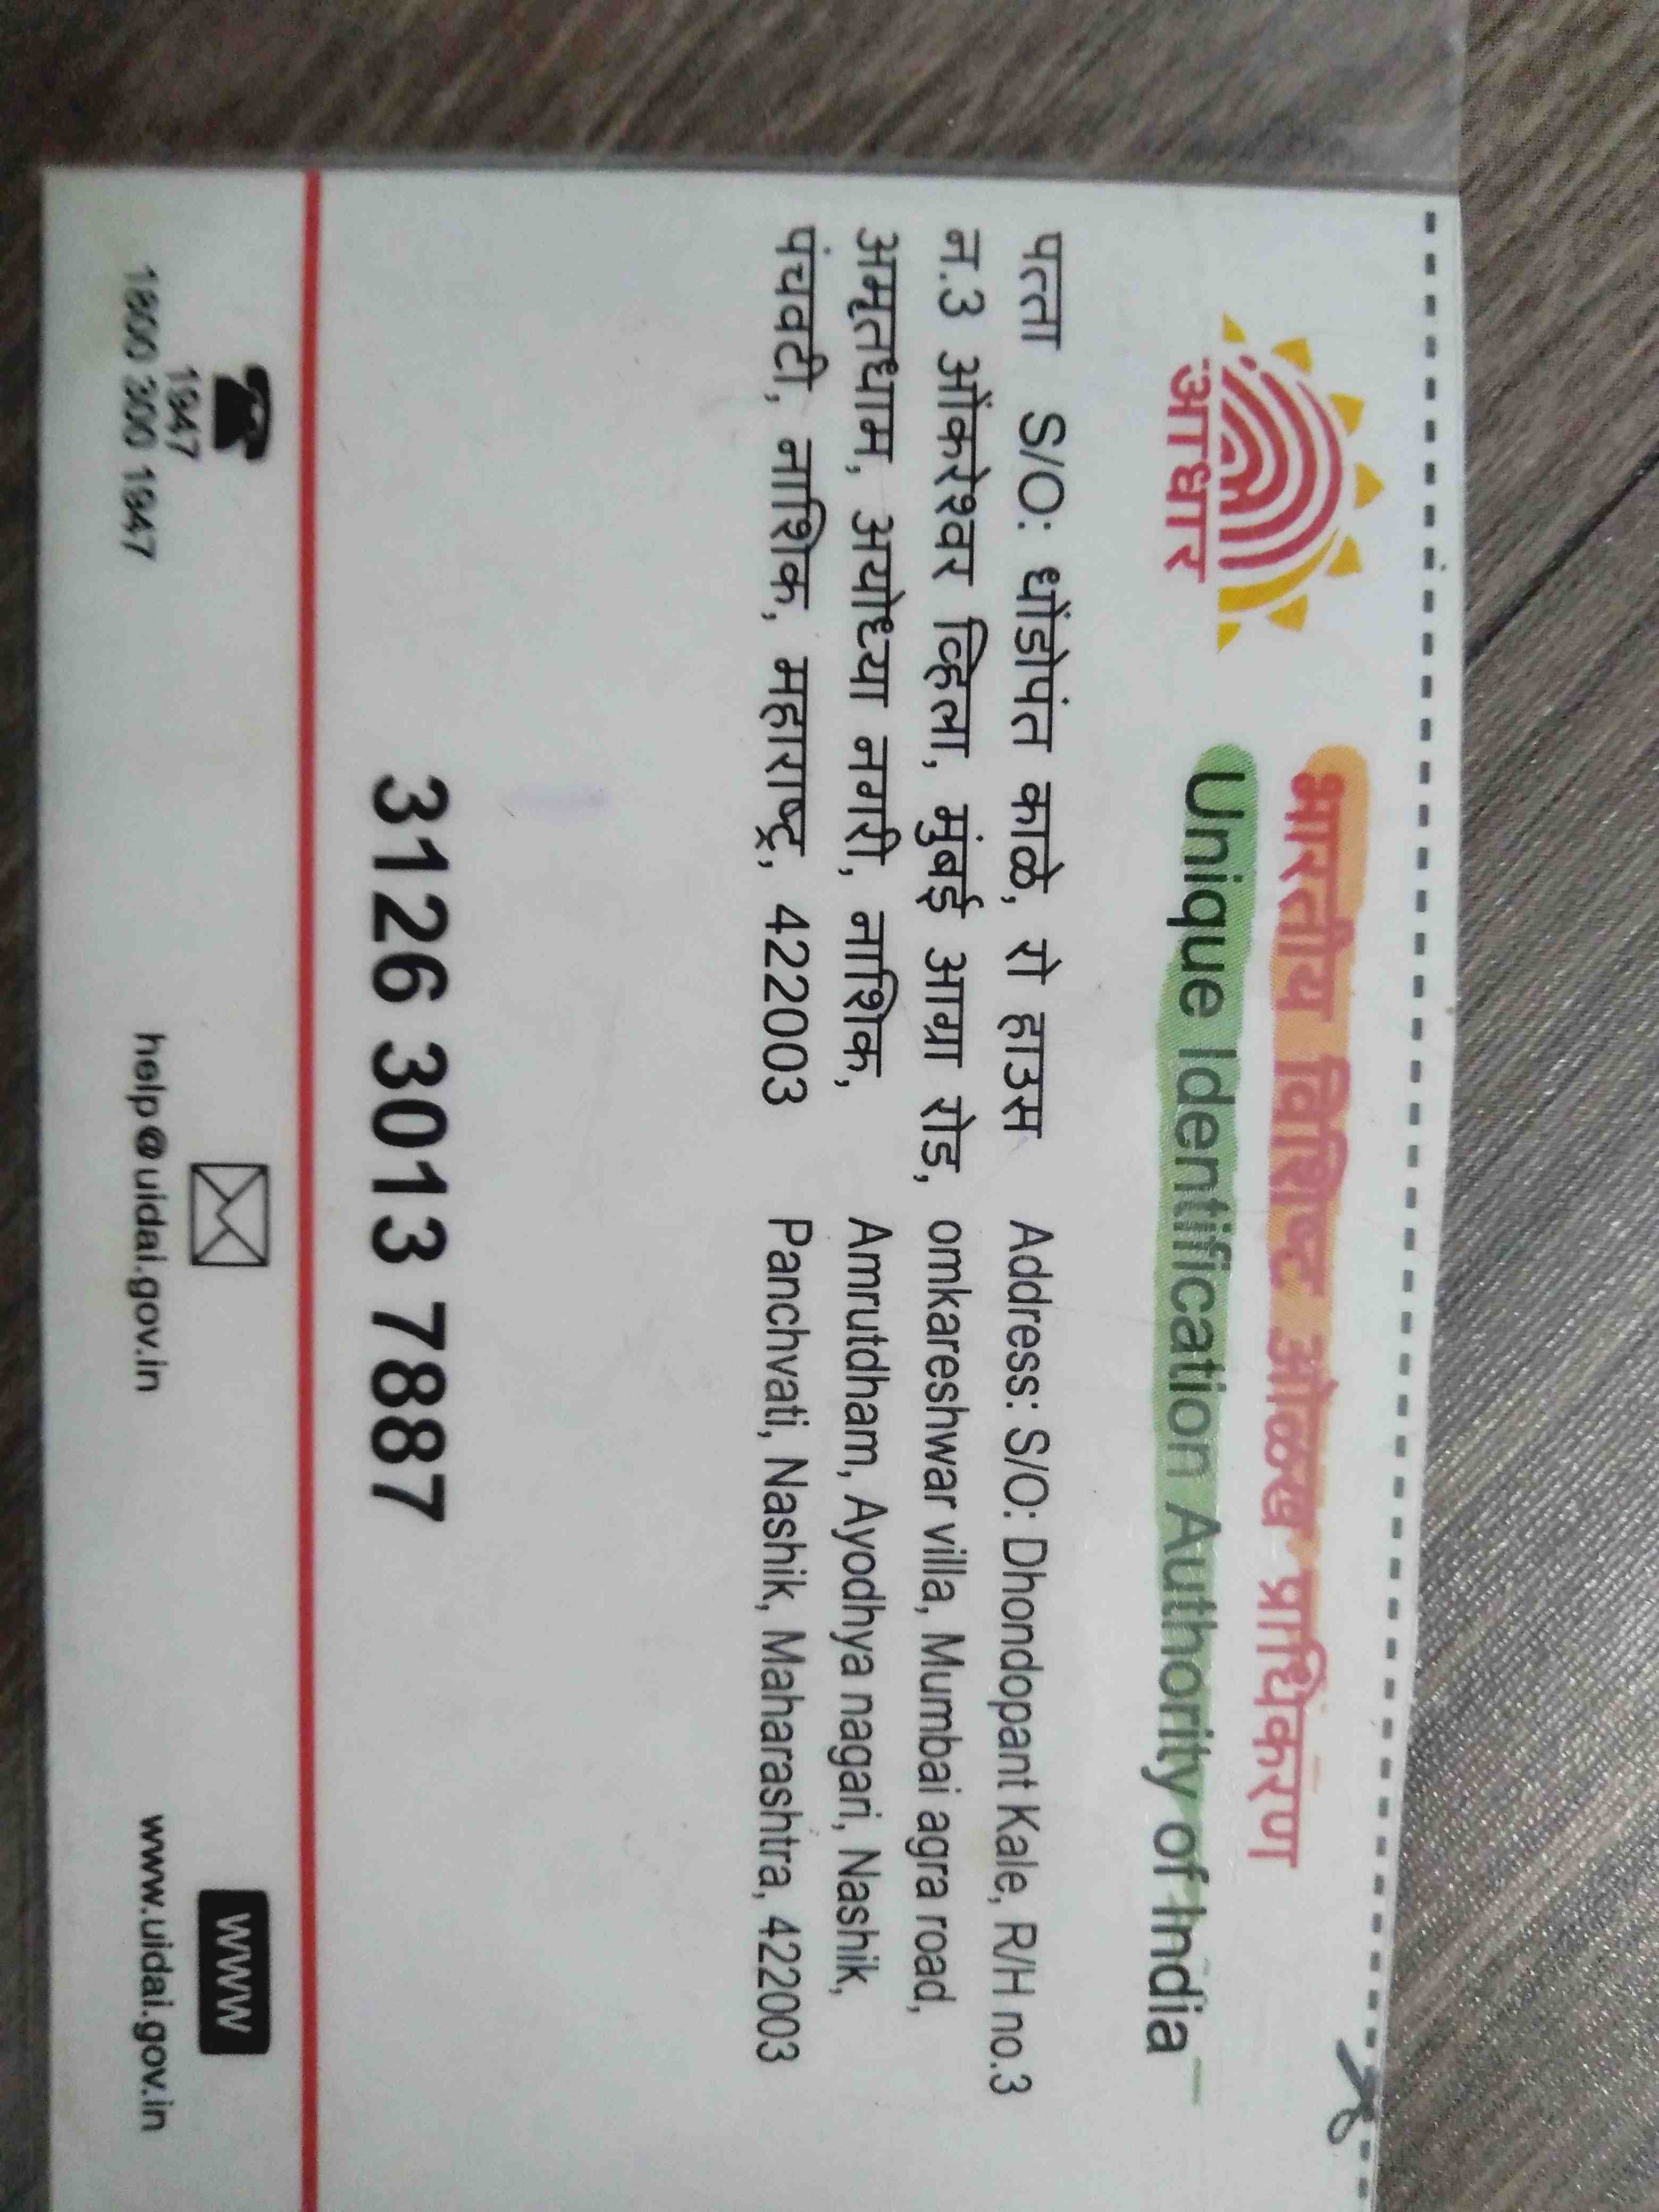 भारतीय विशिष्ट ओळख प्राधिकरण
Unique Identification Authority of India
आधार
पत्ता S/O: धोंडोपंत काळे, रो हाउस
न.3 ओंकरेश्वर व्हिला, मुंबई आग्रा रोड,
अमृतधाम, अयोध्या नगरी, नाशिक,
पंचवटी, नाशिक, महाराष्ट्र, 422003
Address: S/O: Dhondopant Kale, R/H no.3
omkareshwar villa, Mumbai agra road,
Amrutdham, Ayodhya nagari, Nashik,
Panchvati, Nashik, Maharashtra, 422003
3126 3013 7887
1947
1800 300 1947
help@uidai.gov.in
WWW
www.uidai.gov.in